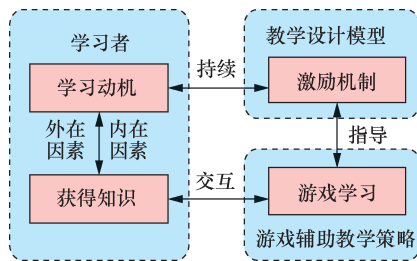 学习者
教学设计模型
学习动机
持续
激励机制
外在
因素
内在
因素
指导
获得知识
交互
游戏学习
游戏辅助教学策略